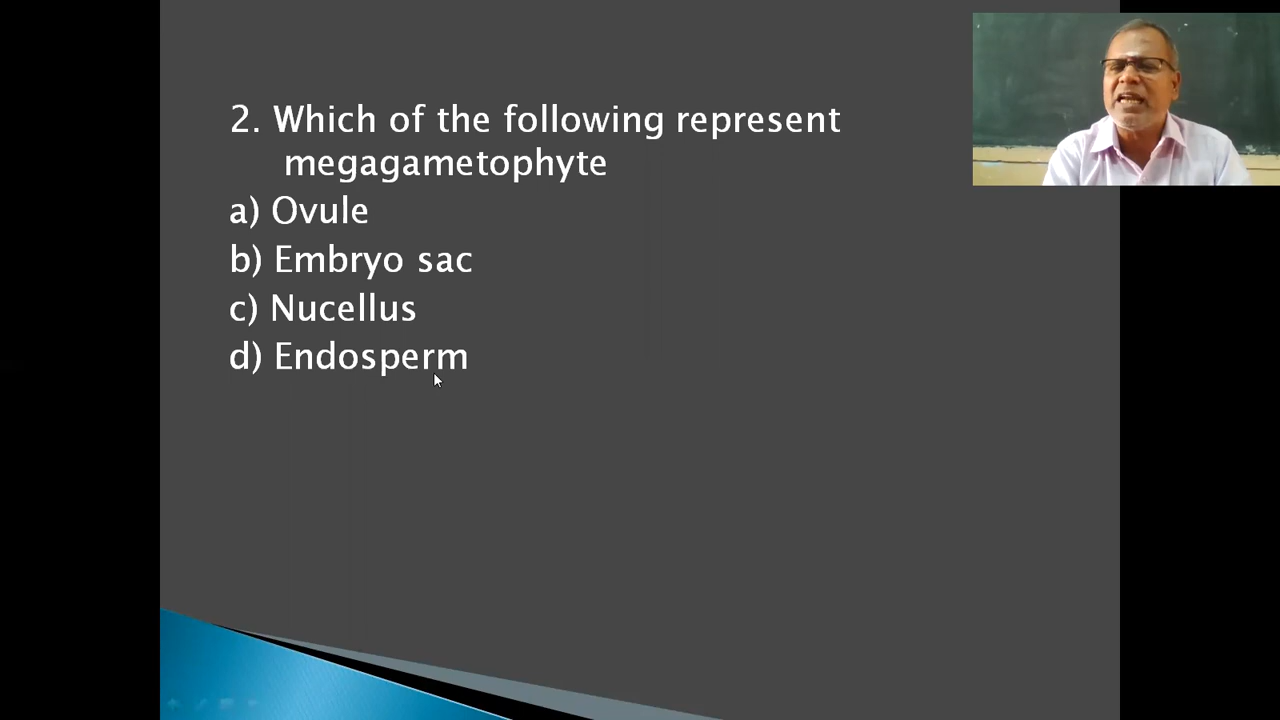 2. Which of the following represent
megagametophyte
a) Ovule
b) Embryo sac
c) Nucellus
d) Endosperm